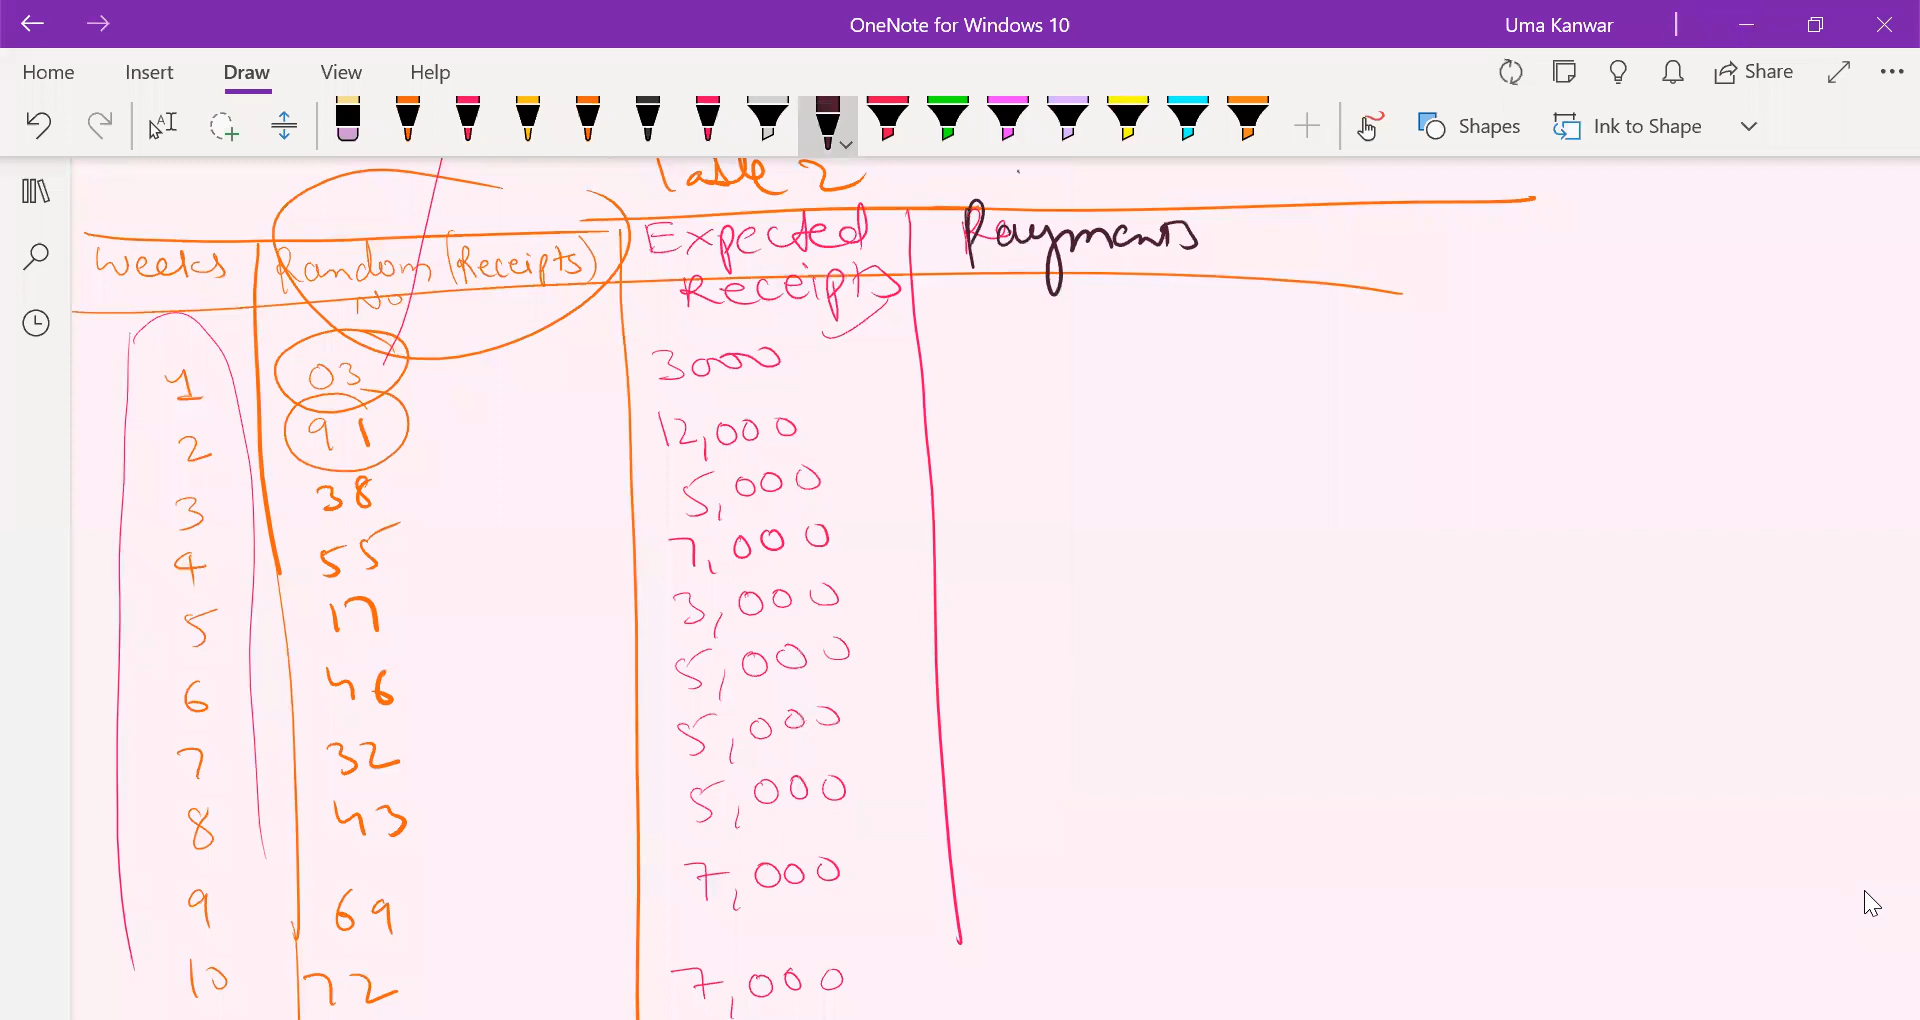 OneNote for Windows 10
Uma Kanwar
Home Insert Draw View Help
Share
Shapes
Ink to Shape
Table 2
Weeks Random (Receipts) Expected Payments
No Receipts
1 03 3000
2 91 12,000
3 38 5,000
4 55 7,000
5 17 3,000
6 46 5,000
7 32 5,000
8 43 5,000
9 69 7,000
10 72 7,000